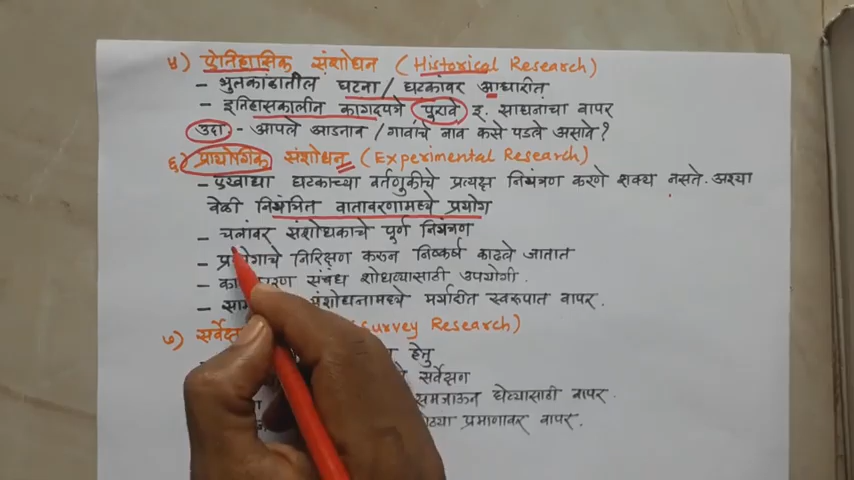 ५) ऐतिहासिक संशोधन (Historical Research)
- भुतकाळातील घटना / घटकांवर आधारीत
- इतिहासकालीन कागदपत्रे पुरावे इ. साधनाचा वापर
उदा. - आपले आडनाव / गावांचे नाव कसे पडले असावे?
६) प्रायोगिक संशोधन (Experimental Research)
- एखाद्या घटकाच्या वर्तणुकीचे प्रत्यक्ष नियंत्रण करणे शक्य नसते. अश्या
वेळी नियंत्रित वातावरणामध्ये प्रयोग
- चलांवर संशोधकाचे पुर्ण नियंत्रण
- निरिक्षण करुन निष्कर्ष काढले जातात
- संबंध शोधण्यासाठी उपयोगी.
- संशोधनामध्ये मर्यादीत स्वरुपात वापर.
७) (Survey Research)
हेतु
सर्वेक्षण
समजाऊन घेण्यासाठी वापर.
प्रमाणावर वापर.